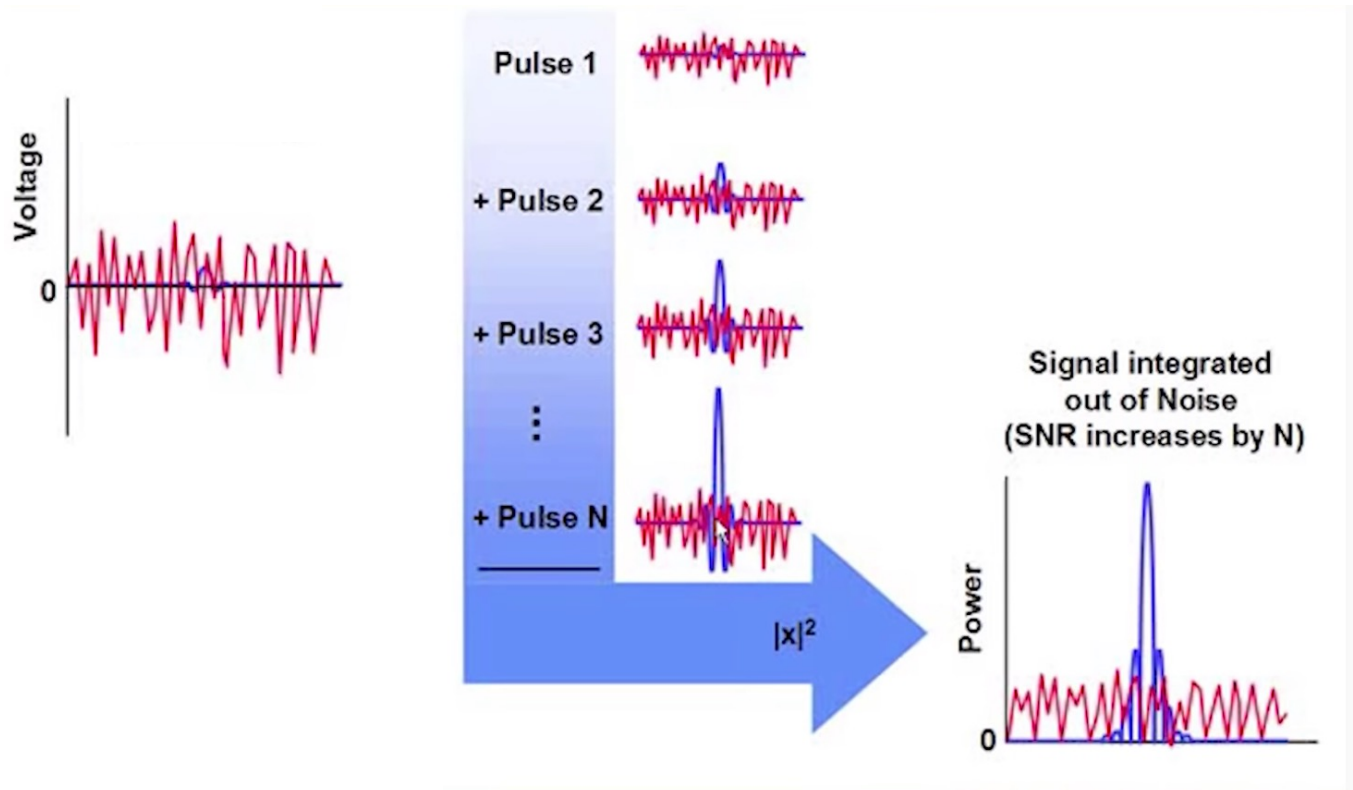 Voltage
0
Pulse 1
+ Pulse 2
+ Pulse 3
⋮
+ Pulse N
|x|²
Signal integrated
out of Noise
(SNR increases by N)
Power
0